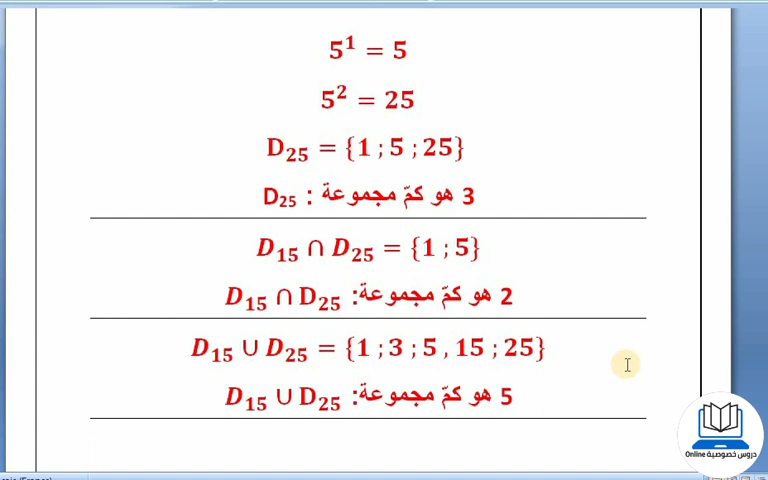 5¹ = 5
5² = 25
D₂₅ = {1 ; 5 ; 25}
3 هو كمّ مجموعة : D₂₅
D₁₅ ∩ D₂₅ = {1 ; 5}
2 هو كمّ مجموعة: D₁₅ ∩ D₂₅
D₁₅ ∪ D₂₅ = {1 ; 3 ; 5 , 15 ; 25}
5 هو كمّ مجموعة: D₁₅ ∪ D₂₅
دروس خصوصية Online